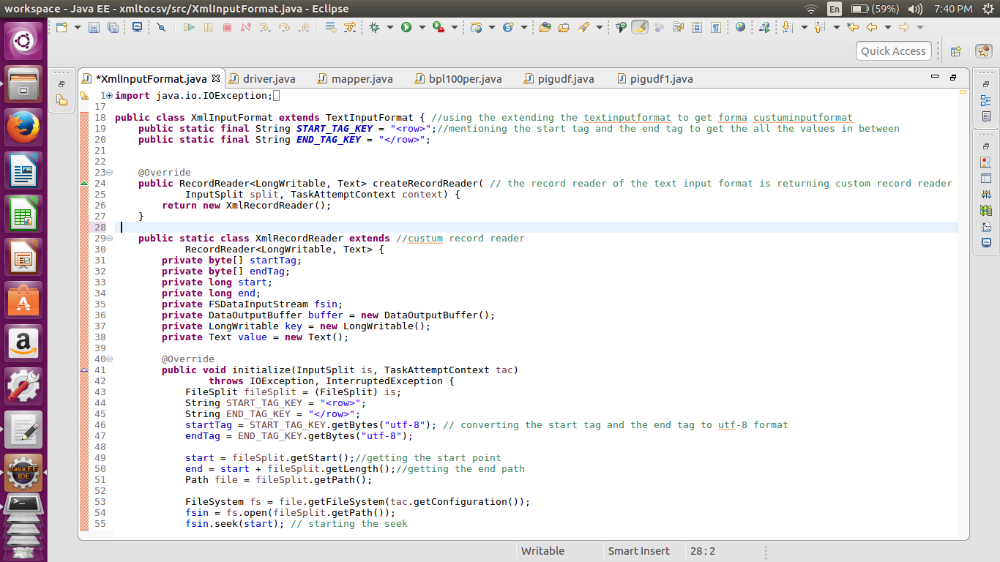 workspace - Java EE - xmltocsv/src/XmlInputFormat.java - Eclipse
En
(59%)
7:40 PM
Quick Access
*XmlInputFormat.java
driver.java
mapper.java
bpl100per.java
pigudf.java
pigudf1.java
1 import java.io.IOException;
17
18 public class XmlInputFormat extends TextInputFormat { //using the extending the textinputformat to get forma custuminputformat
19     public static final String START_TAG_KEY = "<row>";//mentioning the start tag and the end tag to get the all the values in between
20     public static final String END_TAG_KEY = "</row>";
21
22
23     @Override
24     public RecordReader<LongWritable, Text> createRecordReader( // the record reader of the text input format is returning custom record reader
25             InputSplit split, TaskAttemptContext context) {
26         return new XmlRecordReader();
27     }
28
29     public static class XmlRecordReader extends //custum record reader
30             RecordReader<LongWritable, Text> {
31         private byte[] startTag;
32         private byte[] endTag;
33         private long start;
34         private long end;
35         private FSDataInputStream fsin;
36         private DataOutputBuffer buffer = new DataOutputBuffer();
37         private LongWritable key = new LongWritable();
38         private Text value = new Text();
39
40         @Override
41         public void initialize(InputSplit is, TaskAttemptContext tac)
42                 throws IOException, InterruptedException {
43             FileSplit fileSplit = (FileSplit) is;
44             String START_TAG_KEY = "<row>";
45             String END_TAG_KEY = "</row>";
46             startTag = START_TAG_KEY.getBytes("utf-8"); // converting the start tag and the end tag to utf-8 format
47             endTag = END_TAG_KEY.getBytes("utf-8");
48
49             start = fileSplit.getStart();//getting the start point
50             end = start + fileSplit.getLength();//getting the end path
51             Path file = fileSplit.getPath();
52
53             FileSystem fs = file.getFileSystem(tac.getConfiguration());
54             fsin = fs.open(fileSplit.getPath());
55             fsin.seek(start); // starting the seek
Java EE
IDE
Writable
Smart Insert
28 : 2